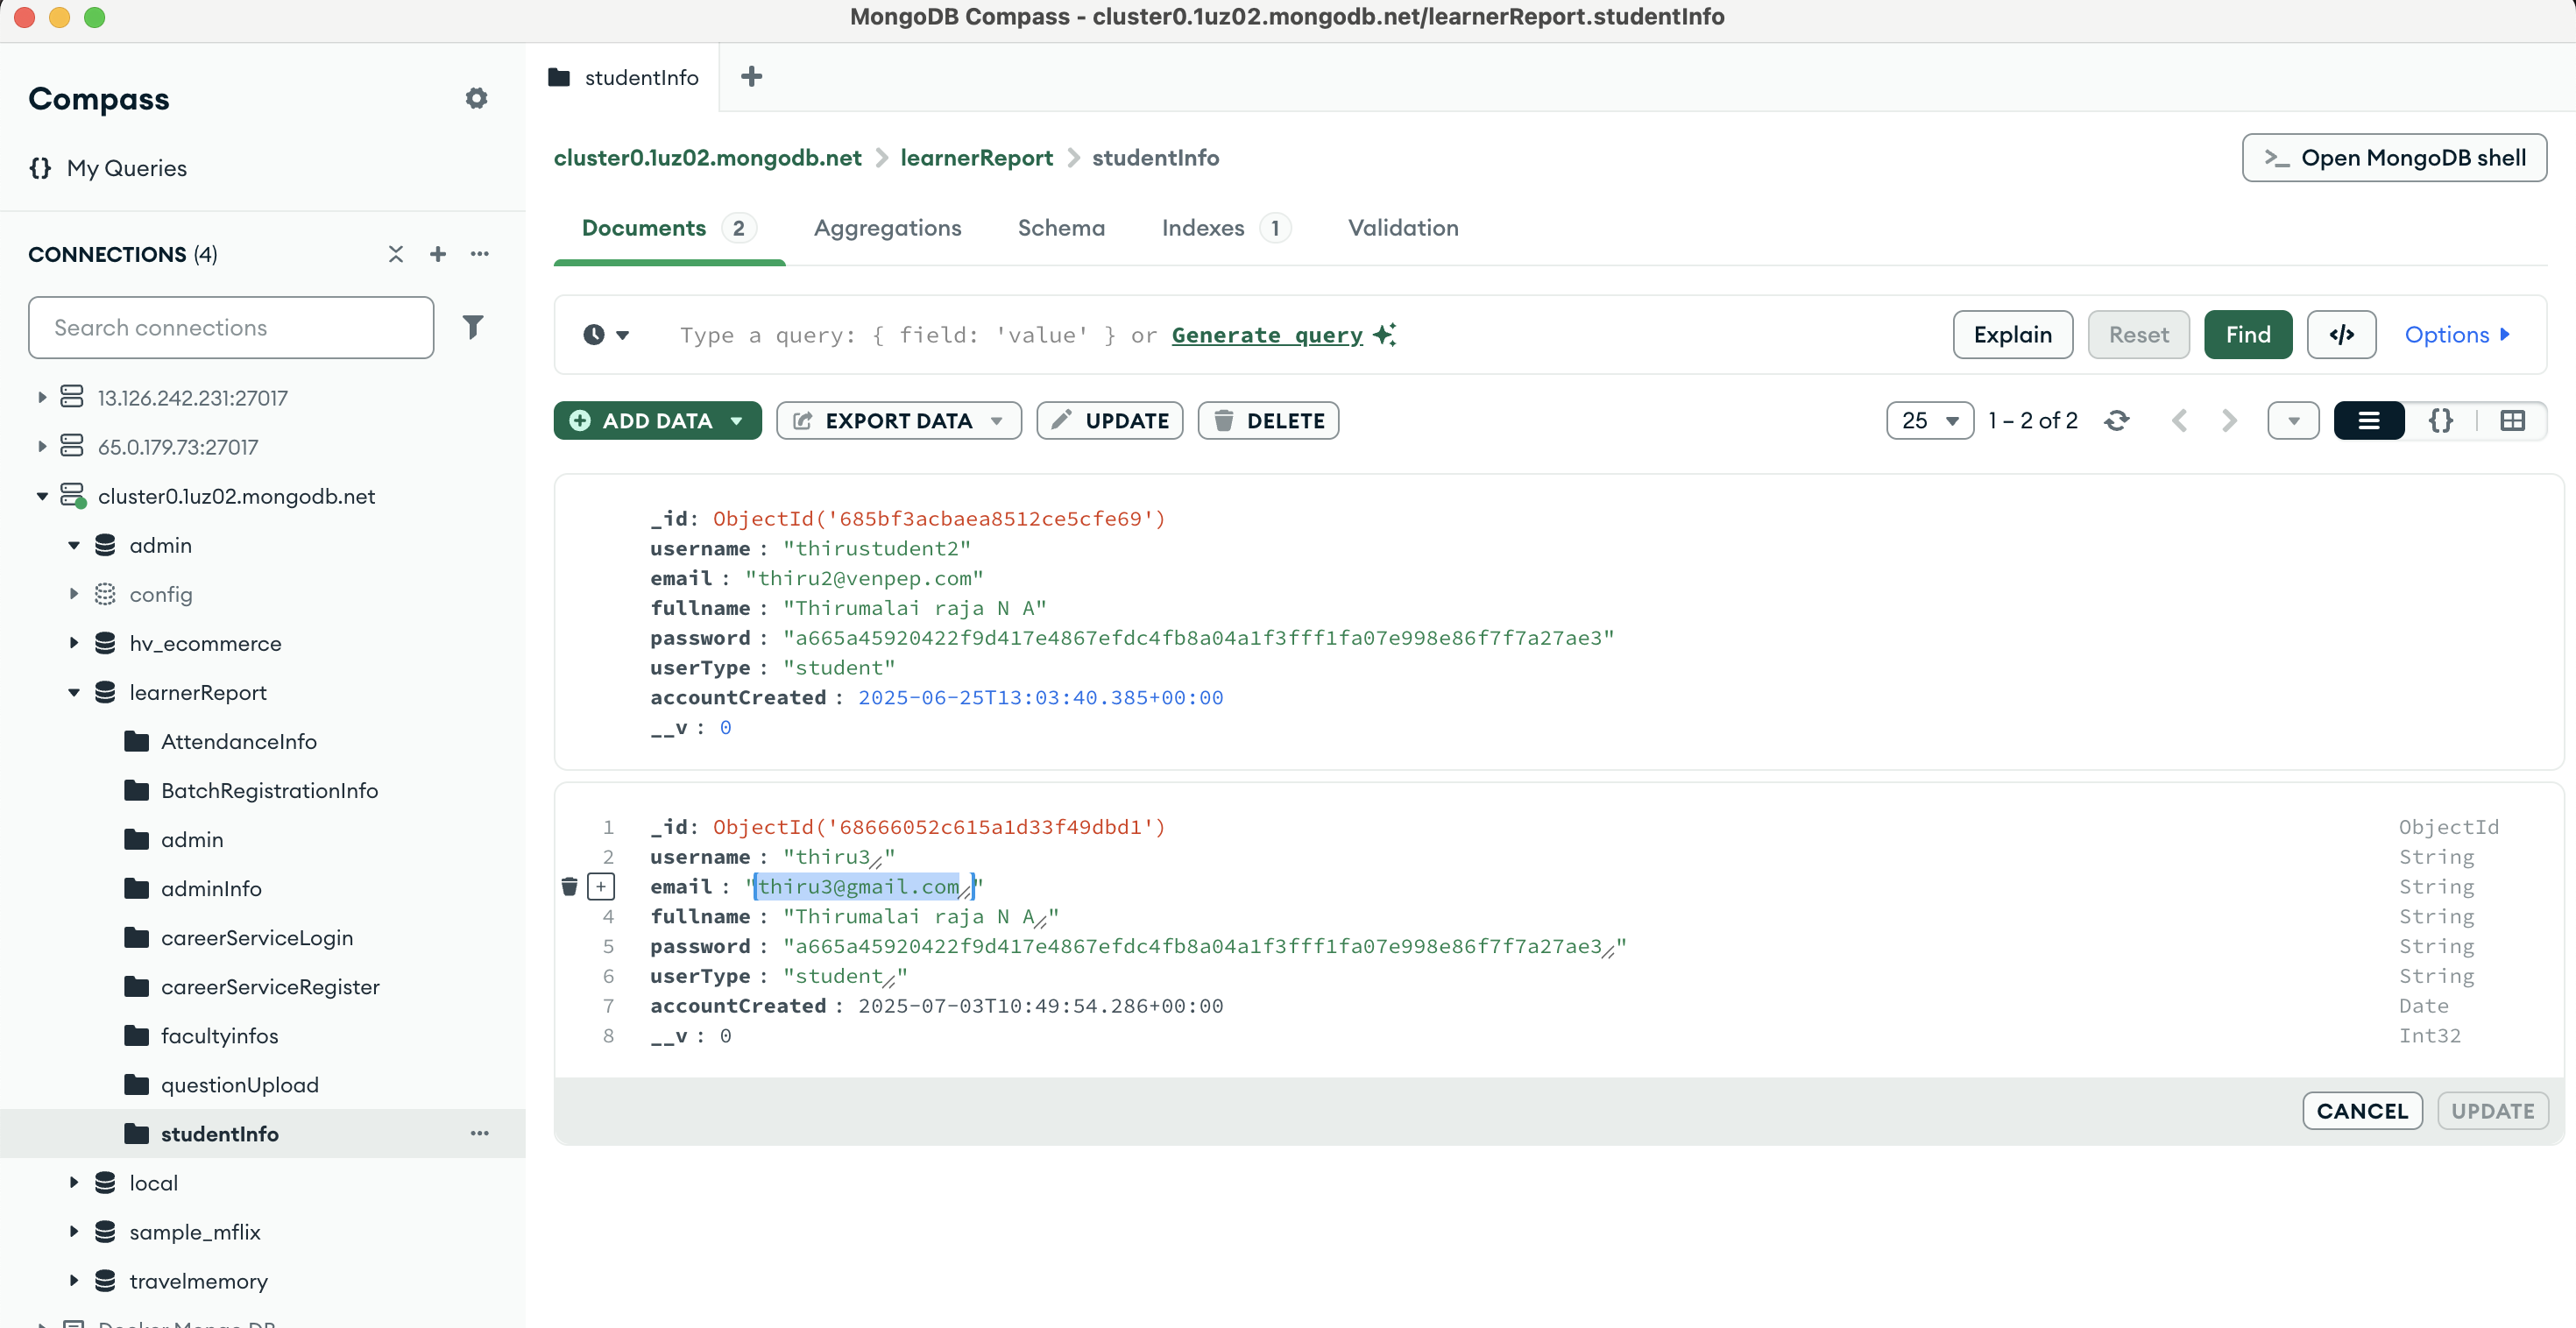 MongoDB Compass - cluster0.1uz02.mongodb.net/learnerReport.studentInfo
Compass
My Queries
CONNECTIONS (4)
Search connections
13.126.242.231:27017
65.0.179.73:27017
cluster0.1uz02.mongodb.net
admin
config
hv_ecommerce
learnerReport
AttendanceInfo
BatchRegistrationInfo
admin
adminInfo
careerServiceLogin
careerServiceRegister
facultyinfos
questionUpload
studentInfo
local
sample_mflix
travelmemory
Docker Mongo DB
studentInfo
cluster0.1uz02.mongodb.net > learnerReport > studentInfo
>_ Open MongoDB shell
Documents 2 Aggregations Schema Indexes 1 Validation
Type a query: { field: 'value' } or Generate query
Explain Reset Find </> Options
ADD DATA EXPORT DATA UPDATE DELETE
25 1 – 2 of 2 {}
_id: ObjectId('685bf3acbaea8512ce5cfe69')
username : "thirustudent2"
email : "thiru2@venpep.com"
fullname : "Thirumalai raja N A"
password : "a665a45920422f9d417e4867efdc4fb8a04a1f3fff1fa07e998e86f7f7a27ae3"
userType : "student"
accountCreated : 2025-06-25T13:03:40.385+00:00
__v : 0
1 _id: ObjectId('68666052c615a1d33f49dbd1') ObjectId
2 username : "thiru3" String
email : "thiru3@gmail.com" String
4 fullname : "Thirumalai raja N A" String
5 password : "a665a45920422f9d417e4867efdc4fb8a04a1f3fff1fa07e998e86f7f7a27ae3" String
6 userType : "student" String
7 accountCreated : 2025-07-03T10:49:54.286+00:00 Date
8 __v : 0 Int32
CANCEL UPDATE